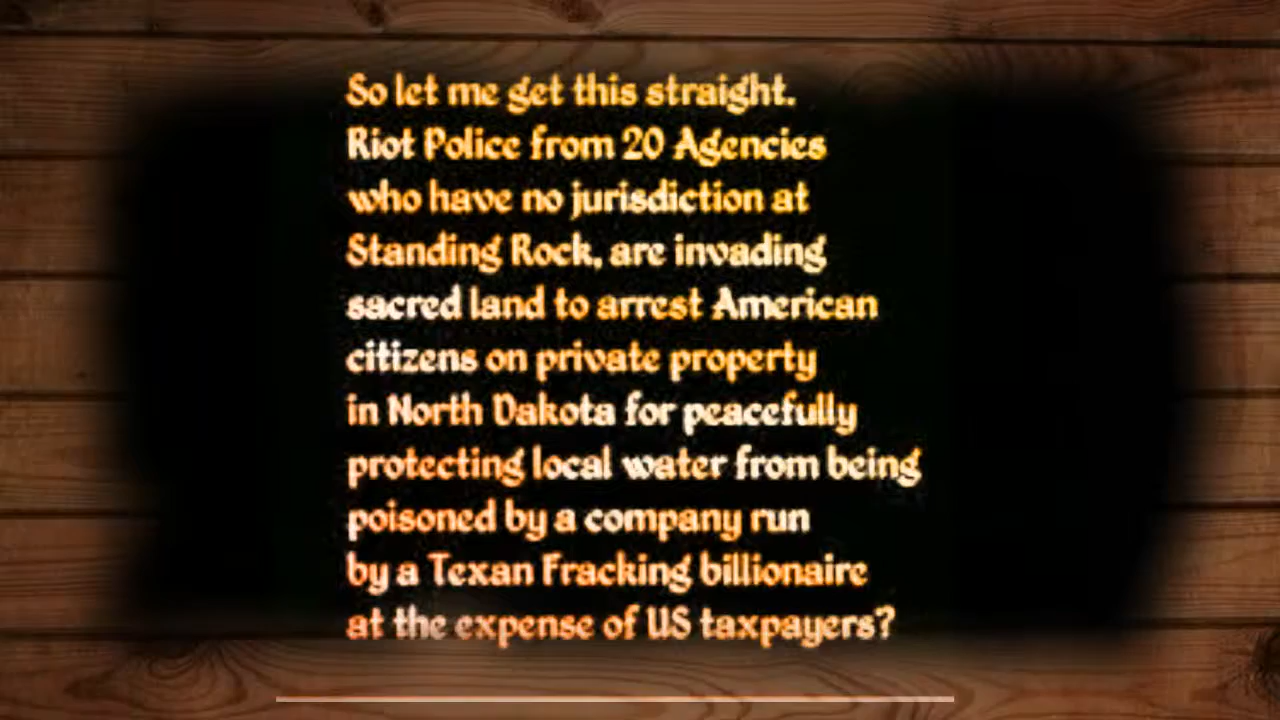 So let me get this straight.
Riot Police from 20 Agencies
who have no jurisdiction at
Standing Rock, are invading
sacred land to arrest American
citizens on private property
in North Dakota for peacefully
protecting local water from being
poisoned by a company run
by a Texan Fracking billionaire
at the expense of US taxpayers?